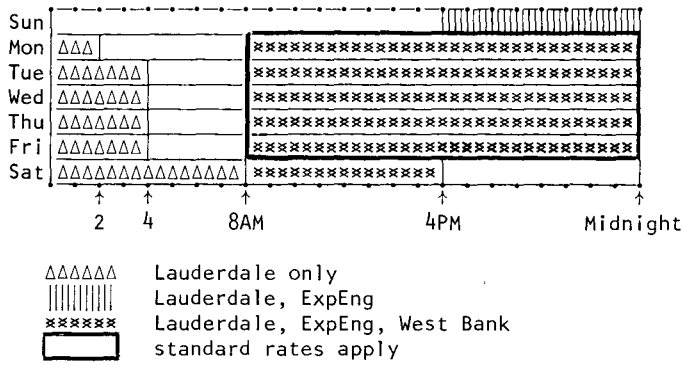 Sun
Mon
Tue
Wed
Thu
Fri
Sat
2 4 8AM 4PM Midnight
Lauderdale only
Lauderdale, ExpEng
Lauderdale, ExpEng, West Bank
standard rates apply